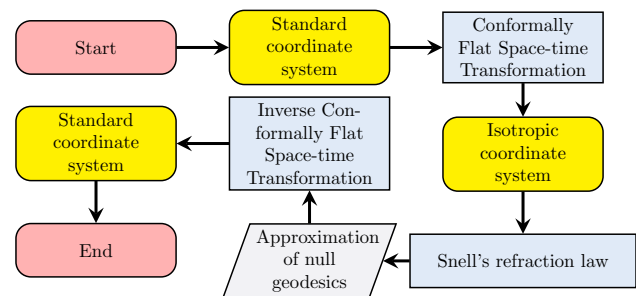 Start
Standard
coordinate
system
Conformally
Flat Space-time
Transformation
Isotropic
coordinate
system
Snell's refraction law
Approximation
of null
geodesics
Inverse Con-
formally Flat
Space-time
Transformation
Standard
coordinate
system
End